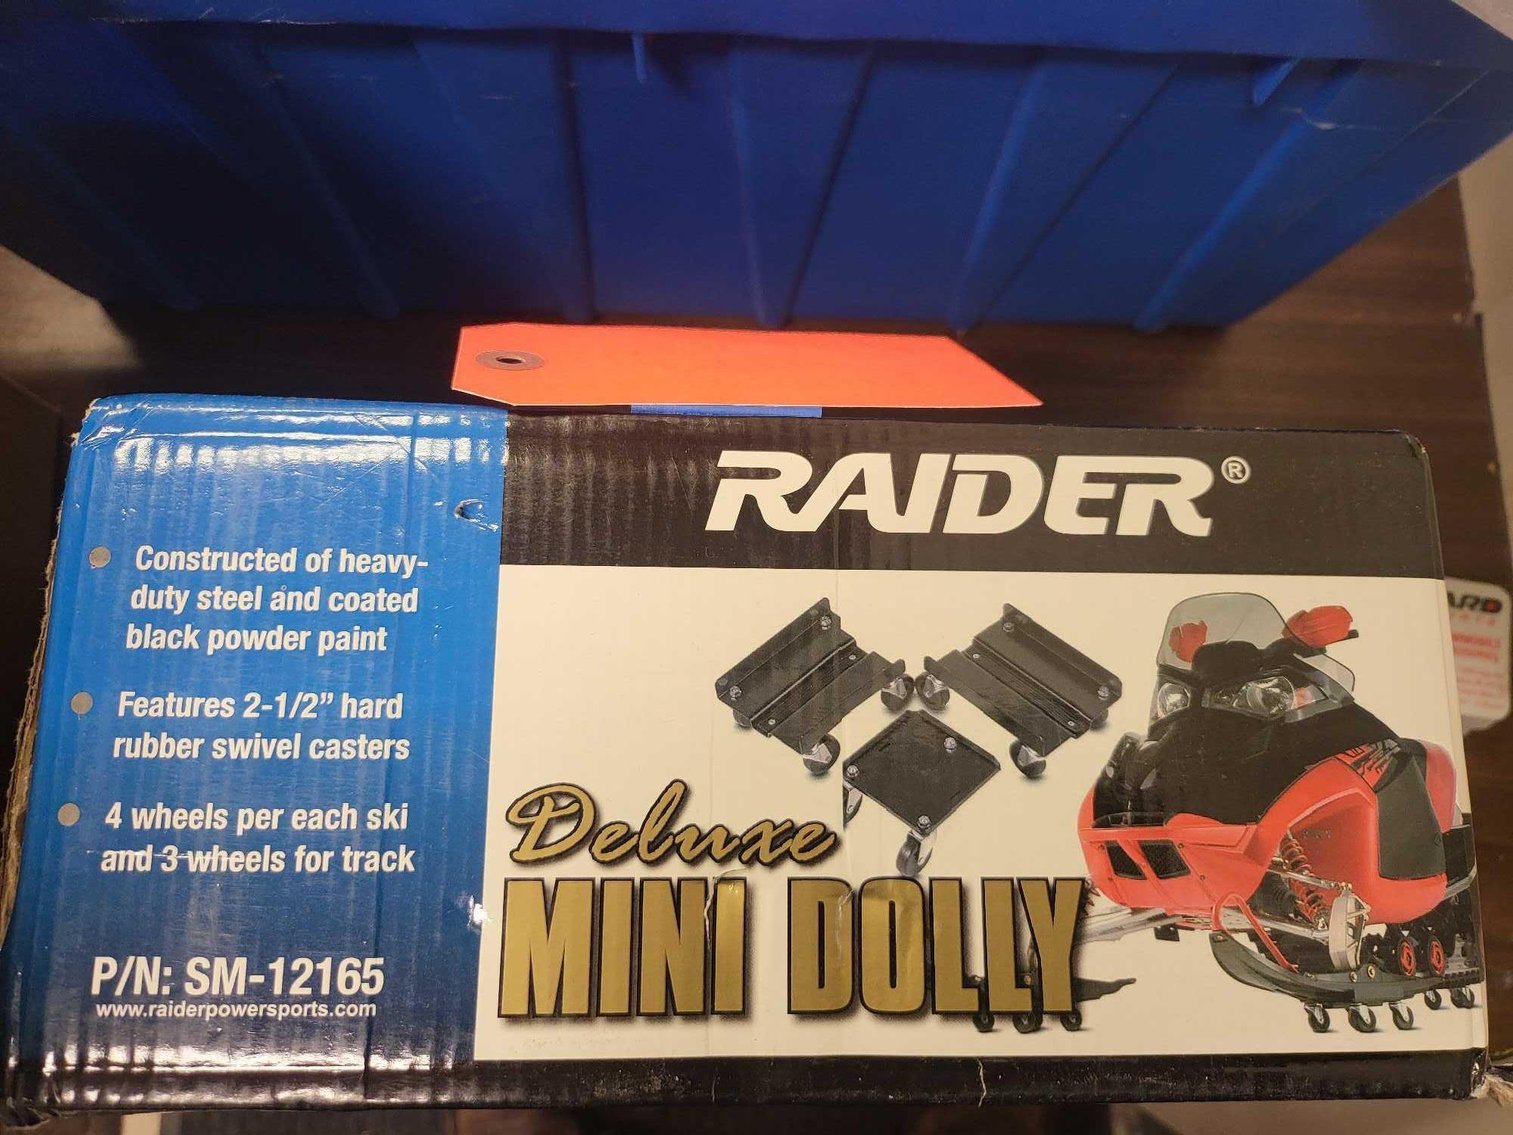 RAIDER®
Constructed of heavy-
duty steel and coated
black powder paint
Features 2-1/2” hard
rubber swivel casters
4 wheels per each ski
and 3 wheels for track
P/N: SM-12165
www.raiderpowersports.com
Deluxe
MINI DOLLY
ARD